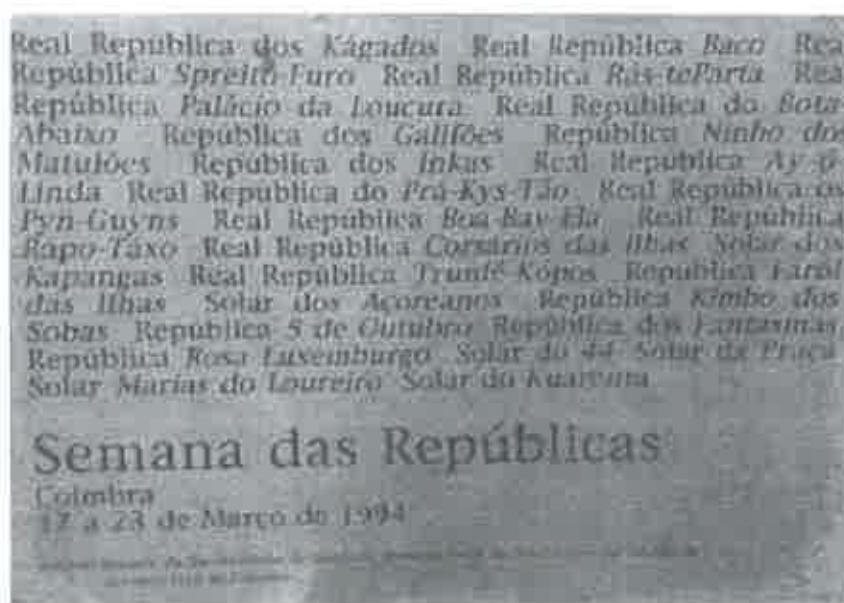 Real República dos Kágados Real República Baco Rea
República Spreitó-Furo Real República Rás-teParta Rea
República Palácio da Loucura Real República do Bota-
Abaixo República dos Galifões República Ninho dos
Matulões República dos Inkas Real República Ay-ó-
Linda Real República do Prá-Kys-Tão Real República os
Pyn-Guyns Real República Boa-Bay-Ela Real República
Rapo-Táxo Real República Corsários das Ilhas Solar dos
Kapangas Real República Trunfé-Kopos República Farol
das Ilhas Solar dos Açoreanos República Kimbo dos
Sobas República 5 de Outubro República dos Fantasmas
República Rosa Luxemburgo Solar do 44 Solar da Praça
Solar Marias do Loureiro Solar do Kuarenta
Semana das Repúblicas
Coimbra
17 a 23 de Março de 1994